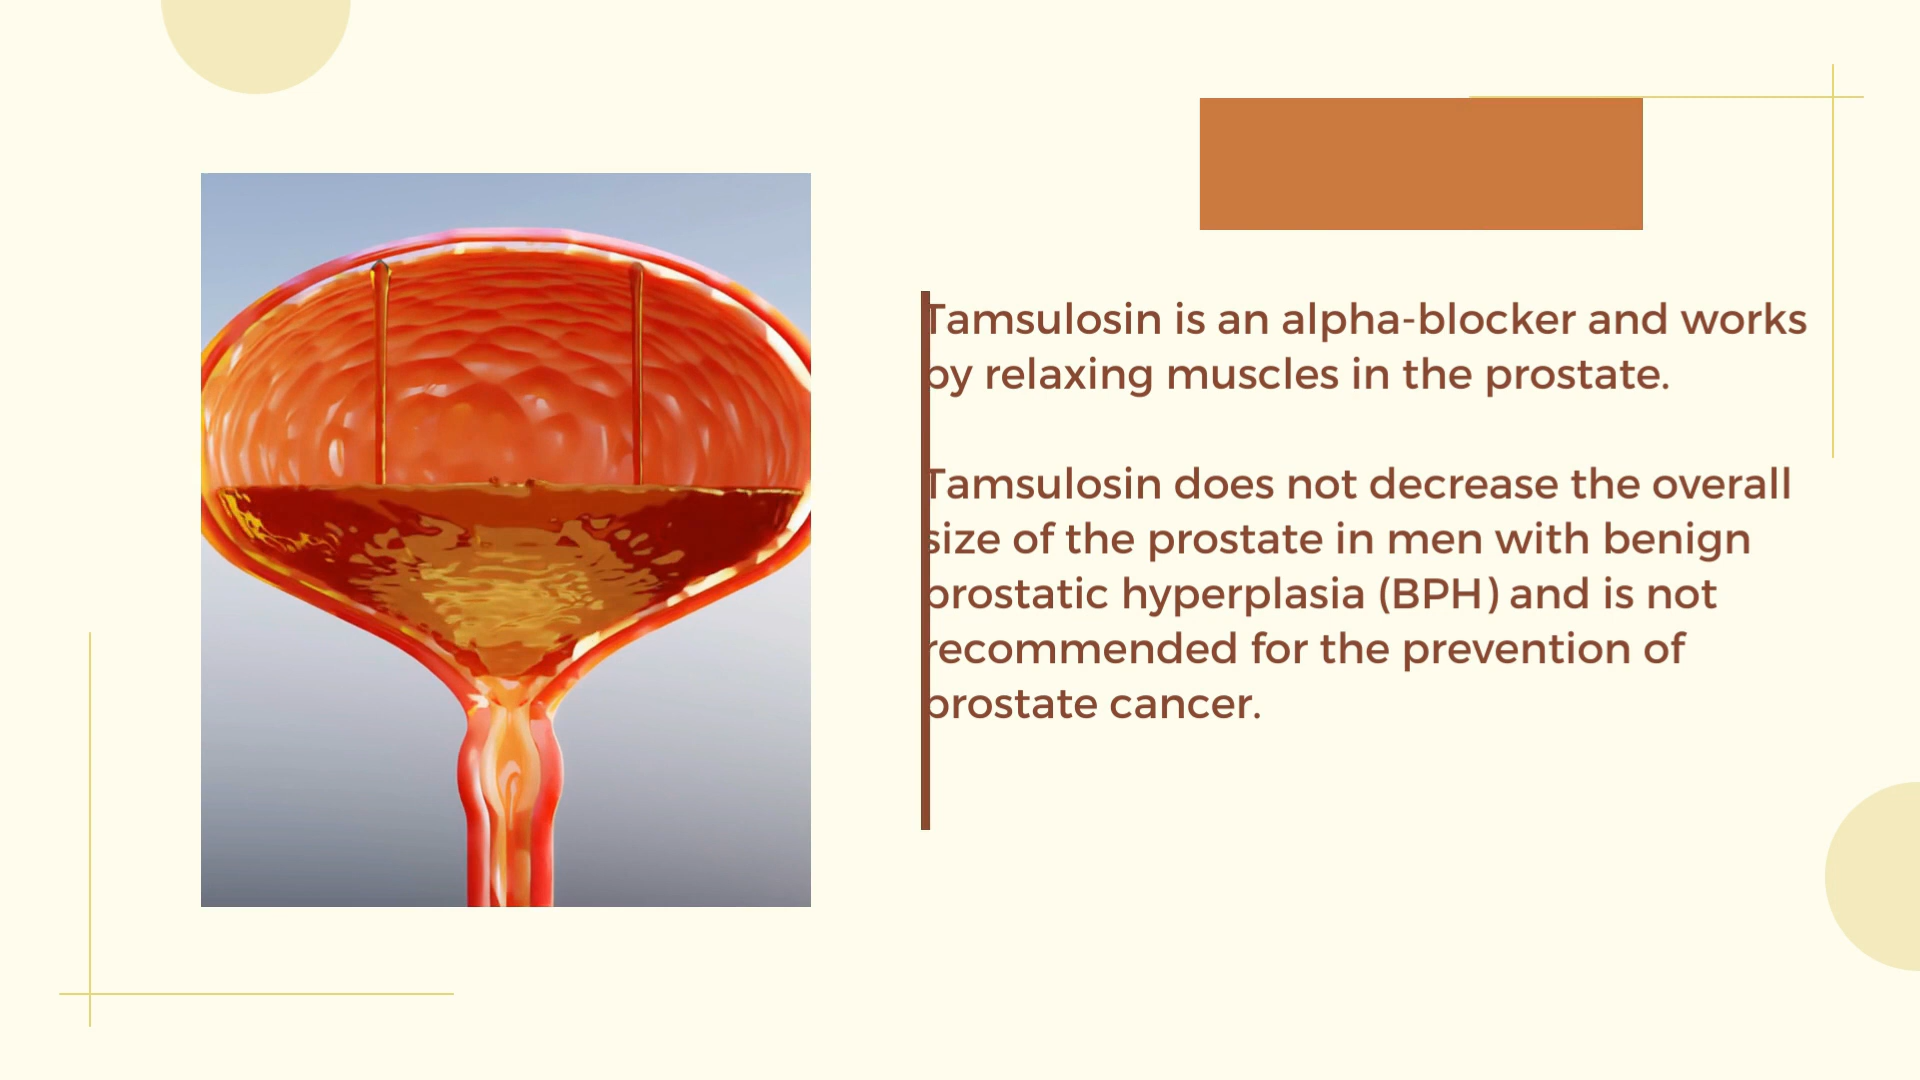 Tamsulosin is an alpha-blocker and works
by relaxing muscles in the prostate.
Tamsulosin does not decrease the overall
size of the prostate in men with benign
prostatic hyperplasia (BPH) and is not
recommended for the prevention of
prostate cancer.